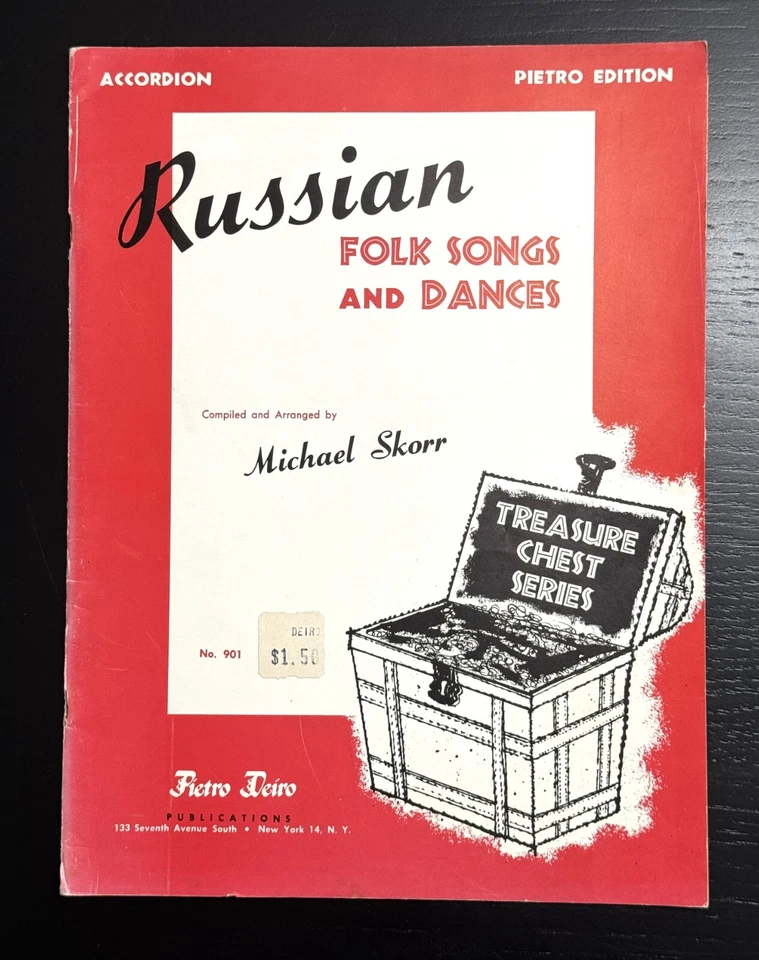 ACCORDION
PIETRO EDITION
Russian
FOLK SONGS
AND DANCES
Compiled and Arranged by
Michael Skorr
TREASURE
CHEST
SERIES
No. 901
DEIRO
$1.50
Pietro Deiro
PUBLICATIONS
133 Seventh Avenue South • New York 14, N. Y.